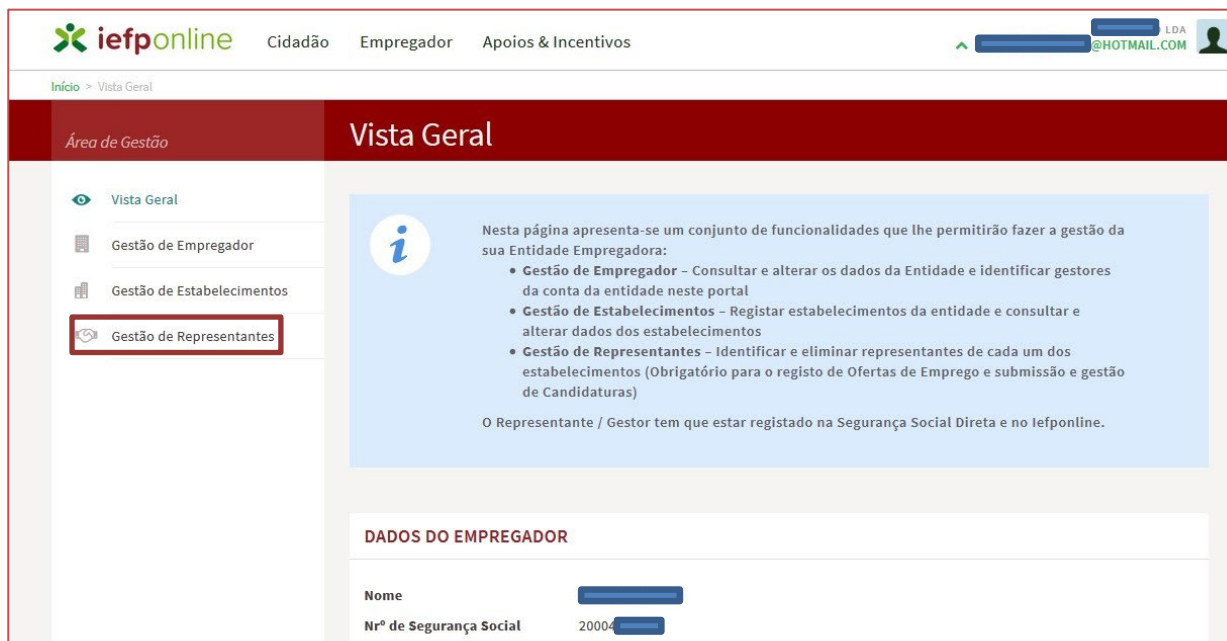 iefponline Cidadão Empregador Apoios & Incentivos
LDA
@HOTMAIL.COM
Início > Vista Geral
Área de Gestão
Vista Geral
Vista Geral
Gestão de Empregador
Gestão de Estabelecimentos
Gestão de Representantes
i
Nesta página apresenta-se um conjunto de funcionalidades que lhe permitirão fazer a gestão da
sua Entidade Empregadora:
• Gestão de Empregador – Consultar e alterar os dados da Entidade e identificar gestores
da conta da entidade neste portal
• Gestão de Estabelecimentos – Registar estabelecimentos da entidade e consultar e
alterar dados dos estabelecimentos
• Gestão de Representantes – Identificar e eliminar representantes de cada um dos
estabelecimentos (Obrigatório para o registo de Ofertas de Emprego e submissão e gestão
de Candidaturas)
O Representante / Gestor tem que estar registado na Segurança Social Direta e no Iefponline.
DADOS DO EMPREGADOR
Nome
Nrº de Segurança Social 20004